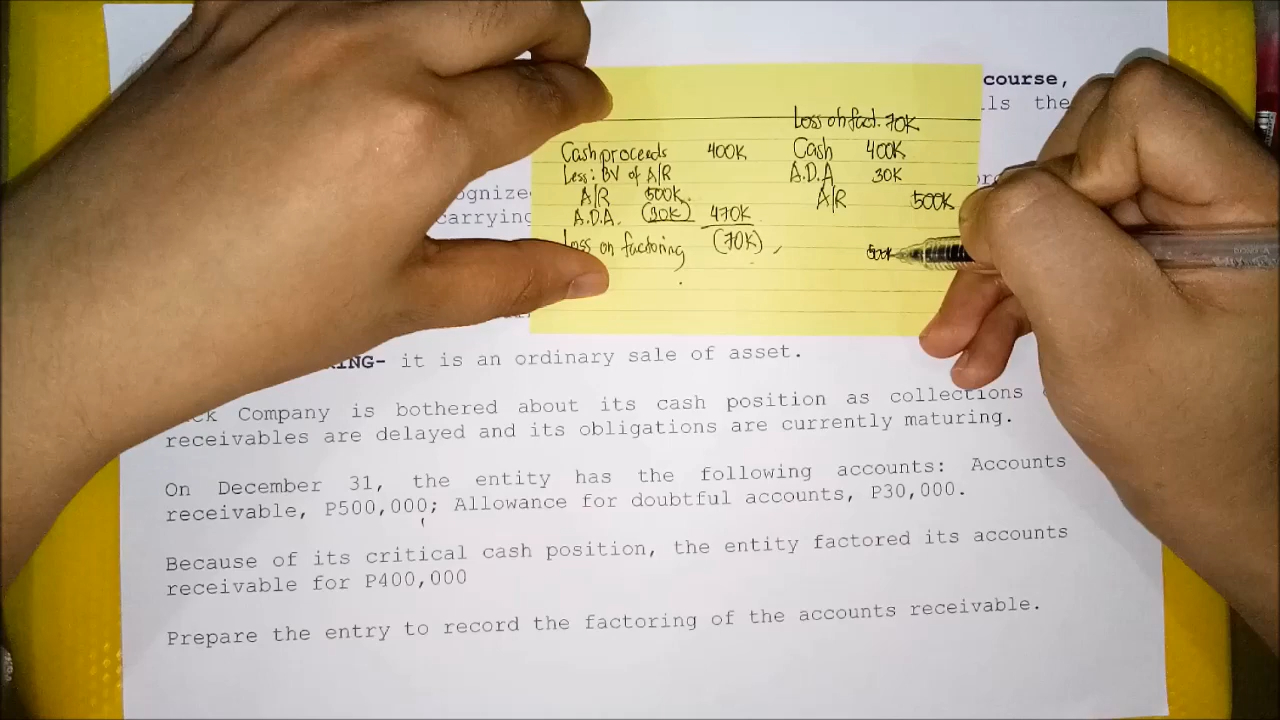 course,
ls the
Loss on fact. 70K
Cash proceeds 400K Cash 400K
Less: BV of A/R A.D.A 30K
A/R 500K. A/R 500K
A.D.A. (30K) 470K
Loss on factoring (70K)
500K
carrying
it is an ordinary sale of asset.
Company is bothered about its cash position as collections
receivables are delayed and its obligations are currently maturing.
On December 31, the entity has the following accounts: Accounts
receivable, P500,000; Allowance for doubtful accounts, P30,000.
Because of its critical cash position, the entity factored its accounts
receivable for P400,000
Prepare the entry to record the factoring of the accounts receivable.